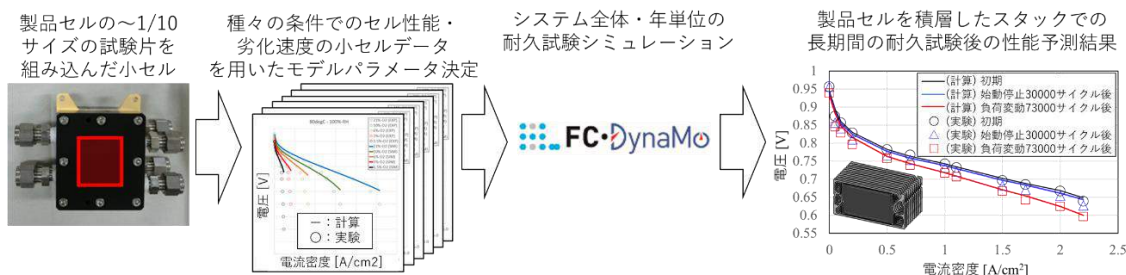 製品セルの～1/10
サイズの試験片を
組み込んだ小セル
種々の条件でのセル性能・
劣化速度の小セルデータ
を用いたモデルパラメータ決定
電圧 [V]
― ：計算
○ ：実験
電流密度 [A/cm2]
システム全体・年単位の
耐久試験シミュレーション
FC・DynaMo
製品セルを積層したスタックでの
長期間の耐久試験後の性能予測結果
(計算) 初期
(計算) 始動停止30000サイクル後
(計算) 負荷変動73000サイクル後
(実験) 初期
(実験) 始動停止30000サイクル後
(実験) 負荷変動73000サイクル後
電圧 [V]
1
0.95
0.9
0.85
0.8
0.75
0.7
0.65
0.6
0.55
0
0.5
1
1.5
2
2.5
電流密度 [A/cm²]